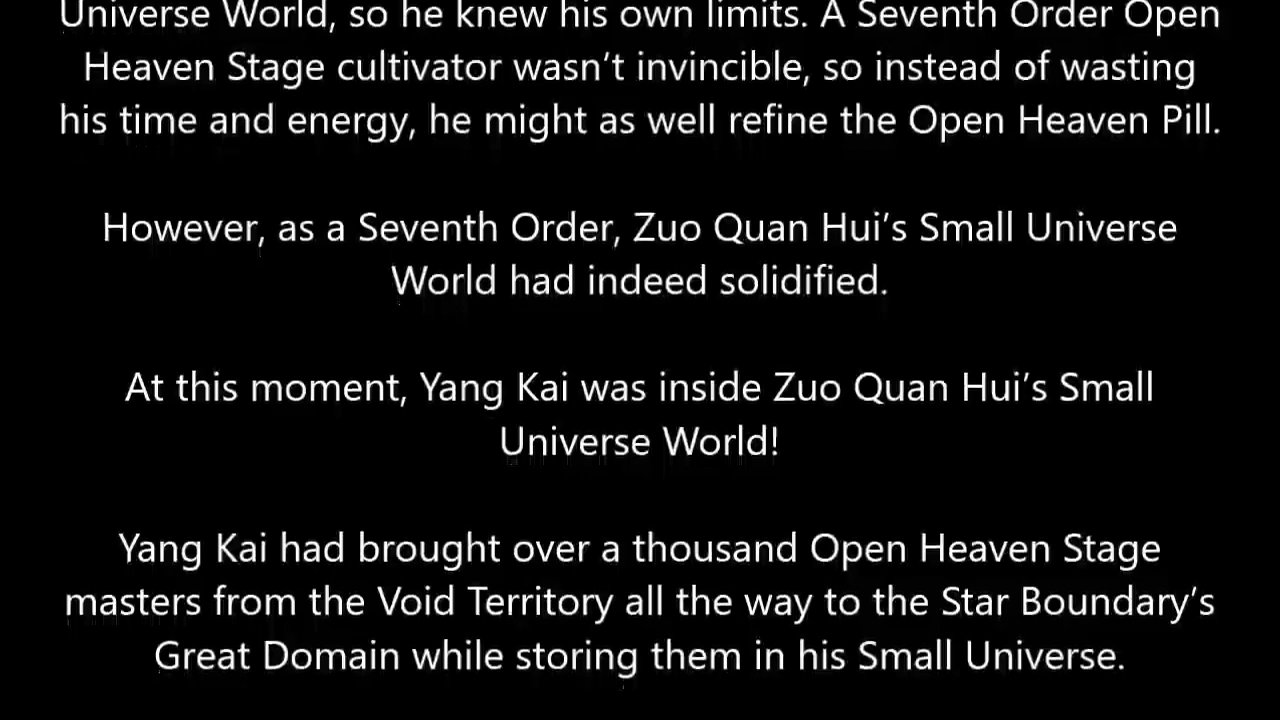 Universe World, so he knew his own limits. A Seventh Order Open
Heaven Stage cultivator wasn’t invincible, so instead of wasting
his time and energy, he might as well refine the Open Heaven Pill.
However, as a Seventh Order, Zuo Quan Hui’s Small Universe
World had indeed solidified.
At this moment, Yang Kai was inside Zuo Quan Hui’s Small
Universe World!
Yang Kai had brought over a thousand Open Heaven Stage
masters from the Void Territory all the way to the Star Boundary’s
Great Domain while storing them in his Small Universe.